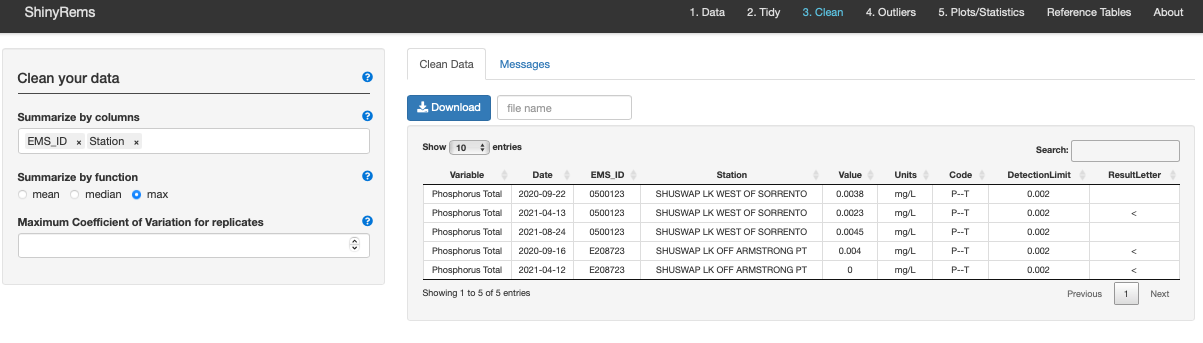 ShinyRems 1. Data 2. Tidy 3. Clean 4. Outliers 5. Plots/Statistics Reference Tables About
Clean your data ?
Summarize by columns ?
EMS_ID × Station ×
Summarize by function ?
mean median max
Maximum Coefficient of Variation for replicates ?
Clean Data Messages
Download file name
Show 10 entries Search:
Variable Date EMS_ID Station Value Units Code DetectionLimit ResultLetter
Phosphorus Total 2020-09-22 0500123 SHUSWAP LK WEST OF SORRENTO 0.0038 mg/L P--T 0.002
Phosphorus Total 2021-04-13 0500123 SHUSWAP LK WEST OF SORRENTO 0.0023 mg/L P--T 0.002 <
Phosphorus Total 2021-08-24 0500123 SHUSWAP LK WEST OF SORRENTO 0.0045 mg/L P--T 0.002
Phosphorus Total 2020-09-16 E208723 SHUSWAP LK OFF ARMSTRONG PT 0.004 mg/L P--T 0.002 <
Phosphorus Total 2021-04-12 E208723 SHUSWAP LK OFF ARMSTRONG PT 0 mg/L P--T 0.002 <
Showing 1 to 5 of 5 entries Previous 1 Next